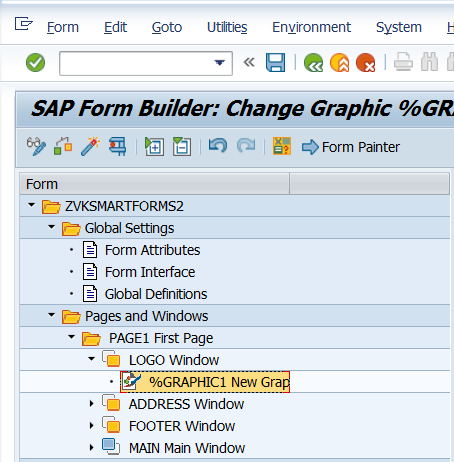 Form Edit Goto Utilities Environment System
SAP Form Builder: Change Graphic %GRA
Form Painter
Form
ZVKSMARTFORMS2
Global Settings
Form Attributes
Form Interface
Global Definitions
Pages and Windows
PAGE1 First Page
LOGO Window
%GRAPHIC1 New Grap
ADDRESS Window
FOOTER Window
MAIN Main Window